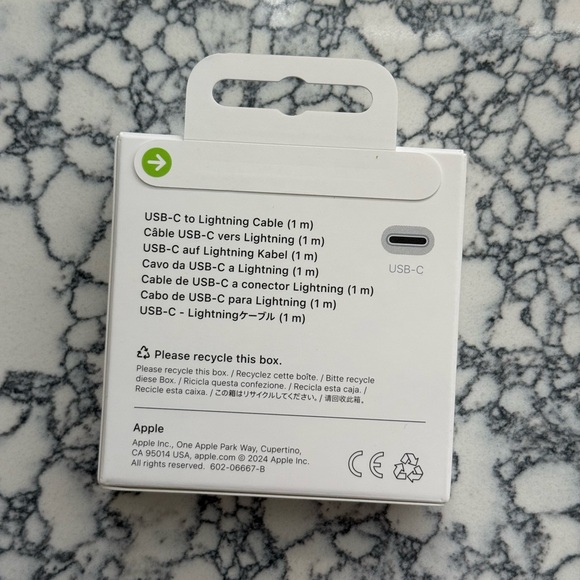 USB-C to Lightning Cable (1 m)
Câble USB-C vers Lightning (1 m)
USB-C auf Lightning Kabel (1 m)
Cavo da USB-C a Lightning (1 m)
Cable de USB-C a conector Lightning (1 m)
Cabo de USB-C para Lightning (1 m)
USB-C - Lightningケーブル (1 m)
USB-C
Please recycle this box.
Please recycle this box. / Recyclez cette boîte. / Bitte recycle
diese Box. / Ricicla questa confezione. / Recicla esta caja. /
Recicle esta caixa. / この箱はリサイクルしてください。/ 请回收此箱。
Apple
Apple Inc., One Apple Park Way, Cupertino,
CA 95014 USA, apple.com © 2024 Apple Inc.
All rights reserved. 602-06667-B
CE